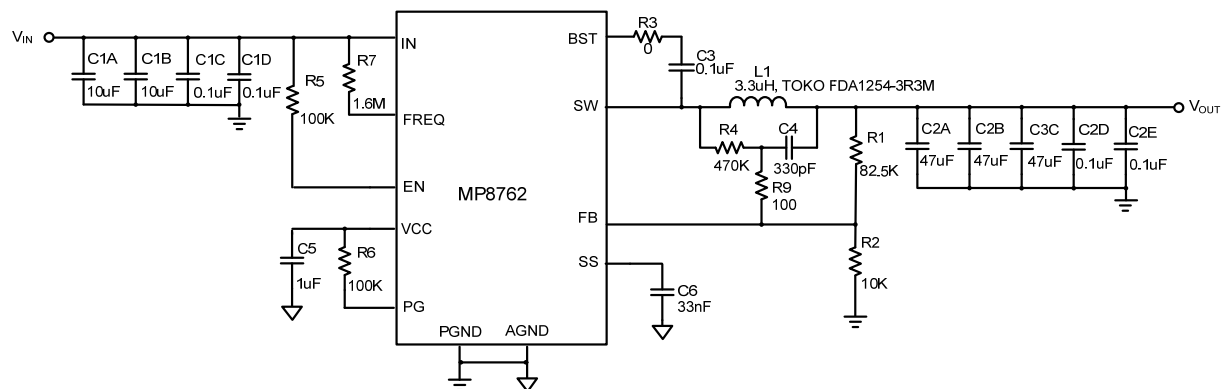 VIN
C1A
10uF
C1B
10uF
C1C
0.1uF
C1D
0.1uF
R5
100K
R7
1.6M
IN
FREQ
EN
VCC
PG
C5
1uF
R6
100K
MP8762
PGND
AGND
BST
SW
FB
SS
R3
0
C3
0.1uF
L1
3.3uH, TOKO FDA1254-3R3M
R4
470K
C4
330pF
R9
100
R1
82.5K
R2
10K
C6
33nF
C2A
47uF
C2B
47uF
C3C
47uF
C2D
0.1uF
C2E
0.1uF
VOUT